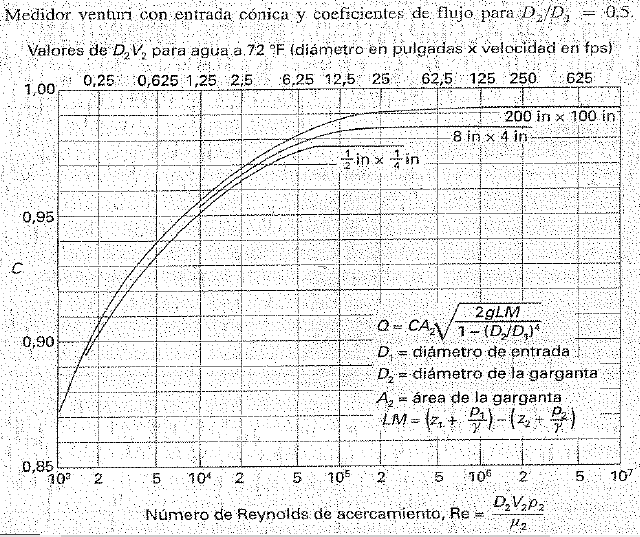 Medidor venturi con entrada cónica y coeficientes de flujo para D₂/D₁ = 0,5.
Valores de D₂V₂ para agua a 72 °F (diámetro en pulgadas x velocidad en fps)
0,25 0,625 1,25 2,5 6,25 12,5 25 62,5 125 250 625
1.00
200 in x 100 in
8 in x 4 in
1/2 in x 1/4 in
0,95
C
Q = CA₂√(2gLM / 1 − (D₂/D₁)⁴)
0,90
D₁ = diámetro de entrada
D₂ = diámetro de la garganta
A₂ = área de la garganta
LM = (z₁ + p₁/γ) − (z₂ + p₂/γ)
0,85
10³ 2 5 10⁴ 2 5 10⁵ 2 5 10⁶ 2 5 10⁷
Número de Reynolds de acercamiento, Re = D₂V₂ρ₂/μ₂